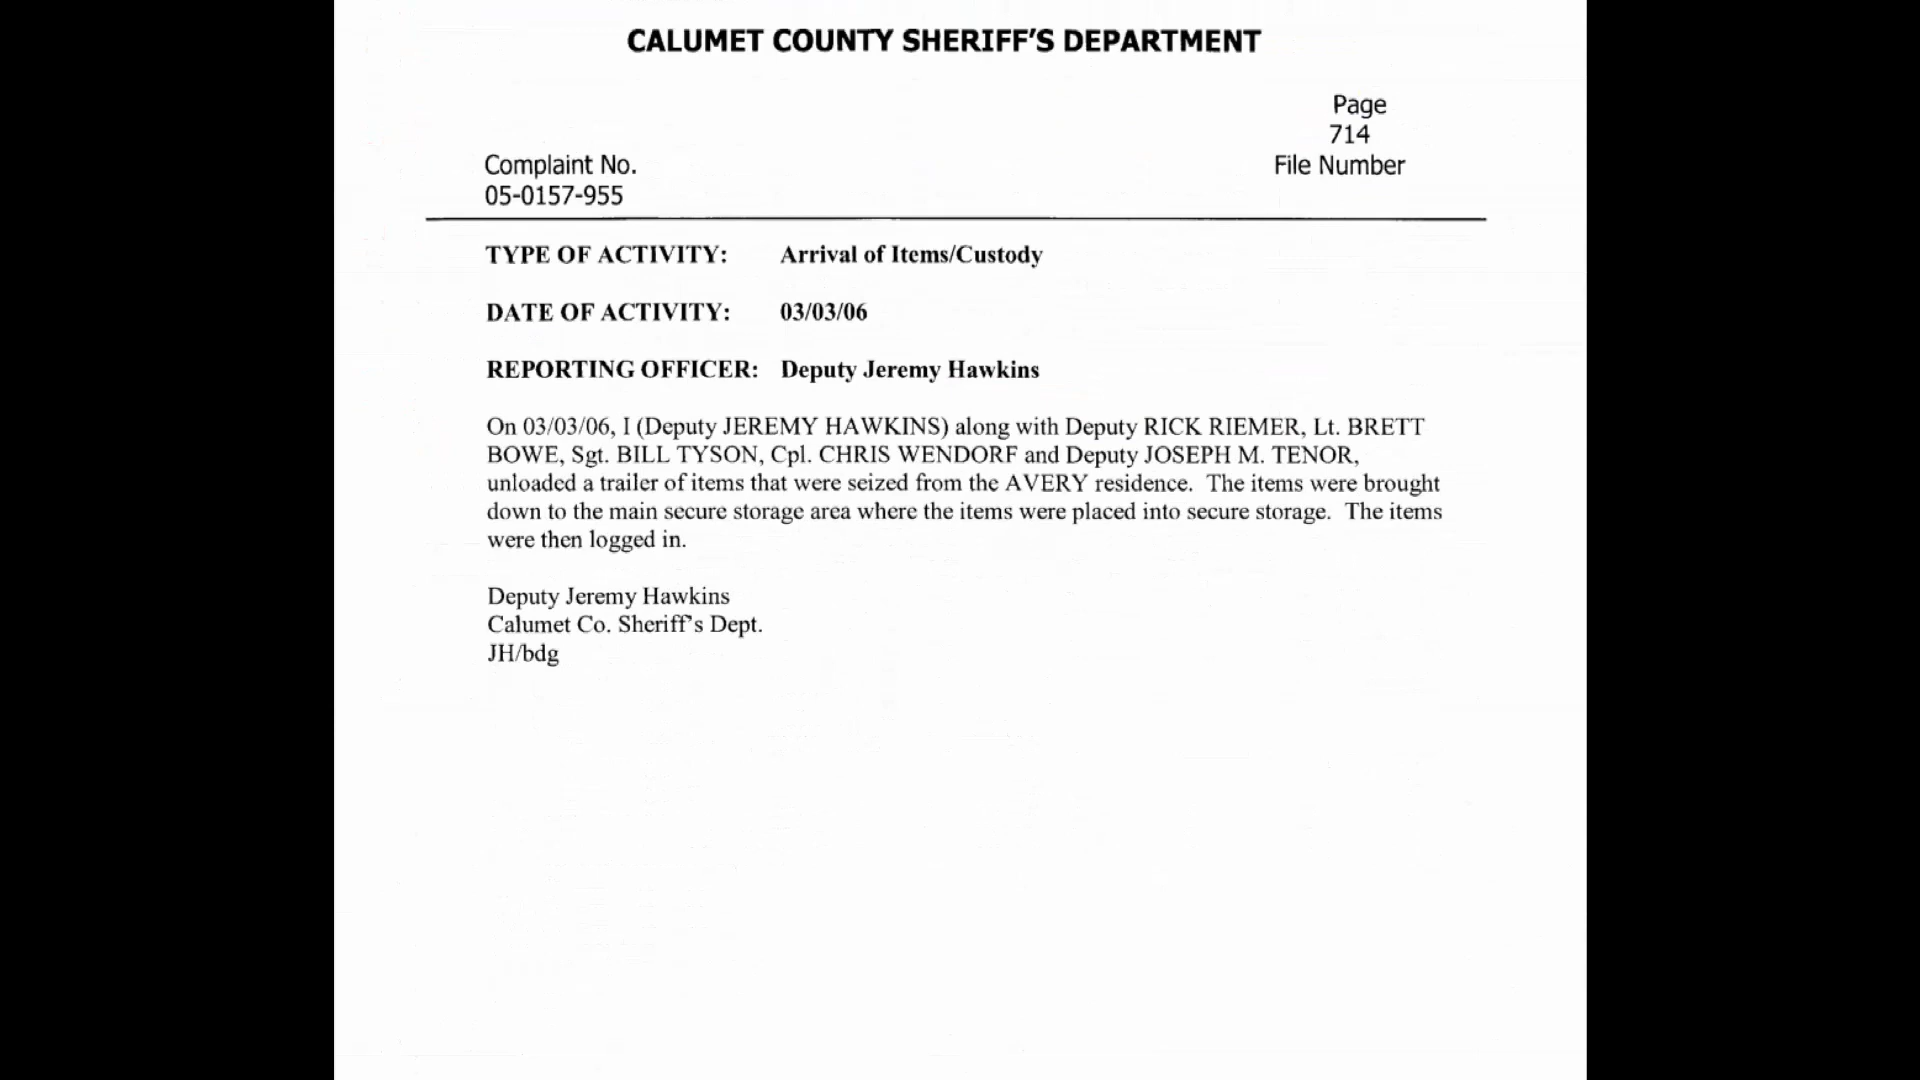 CALUMET COUNTY SHERIFF'S DEPARTMENT
Page
714
Complaint No.
File Number
05-0157-955
TYPE OF ACTIVITY: Arrival of Items/Custody
DATE OF ACTIVITY: 03/03/06
REPORTING OFFICER: Deputy Jeremy Hawkins
On 03/03/06, I (Deputy JEREMY HAWKINS) along with Deputy RICK RIEMER, Lt. BRETT
BOWE, Sgt. BILL TYSON, Cpl. CHRIS WENDORF and Deputy JOSEPH M. TENOR,
unloaded a trailer of items that were seized from the AVERY residence. The items were brought
down to the main secure storage area where the items were placed into secure storage. The items
were then logged in.
Deputy Jeremy Hawkins
Calumet Co. Sheriff's Dept.
JH/bdg